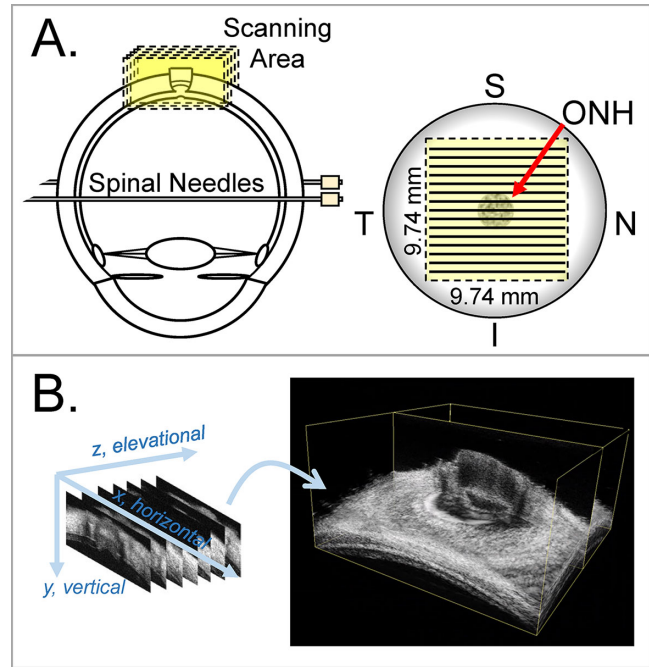 A.
Scanning
Area
Spinal Needles
S
ONH
T
N
9.74 mm
9.74 mm
I
B.
z, elevational
x, horizontal
y, vertical